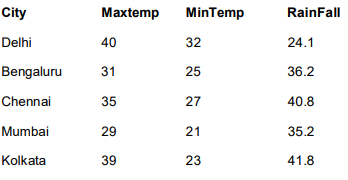 City Maxtemp MinTemp RainFall
Delhi 40 32 24.1
Bengaluru 31 25 36.2
Chennai 35 27 40.8
Mumbai 29 21 35.2
Kolkata 39 23 41.8